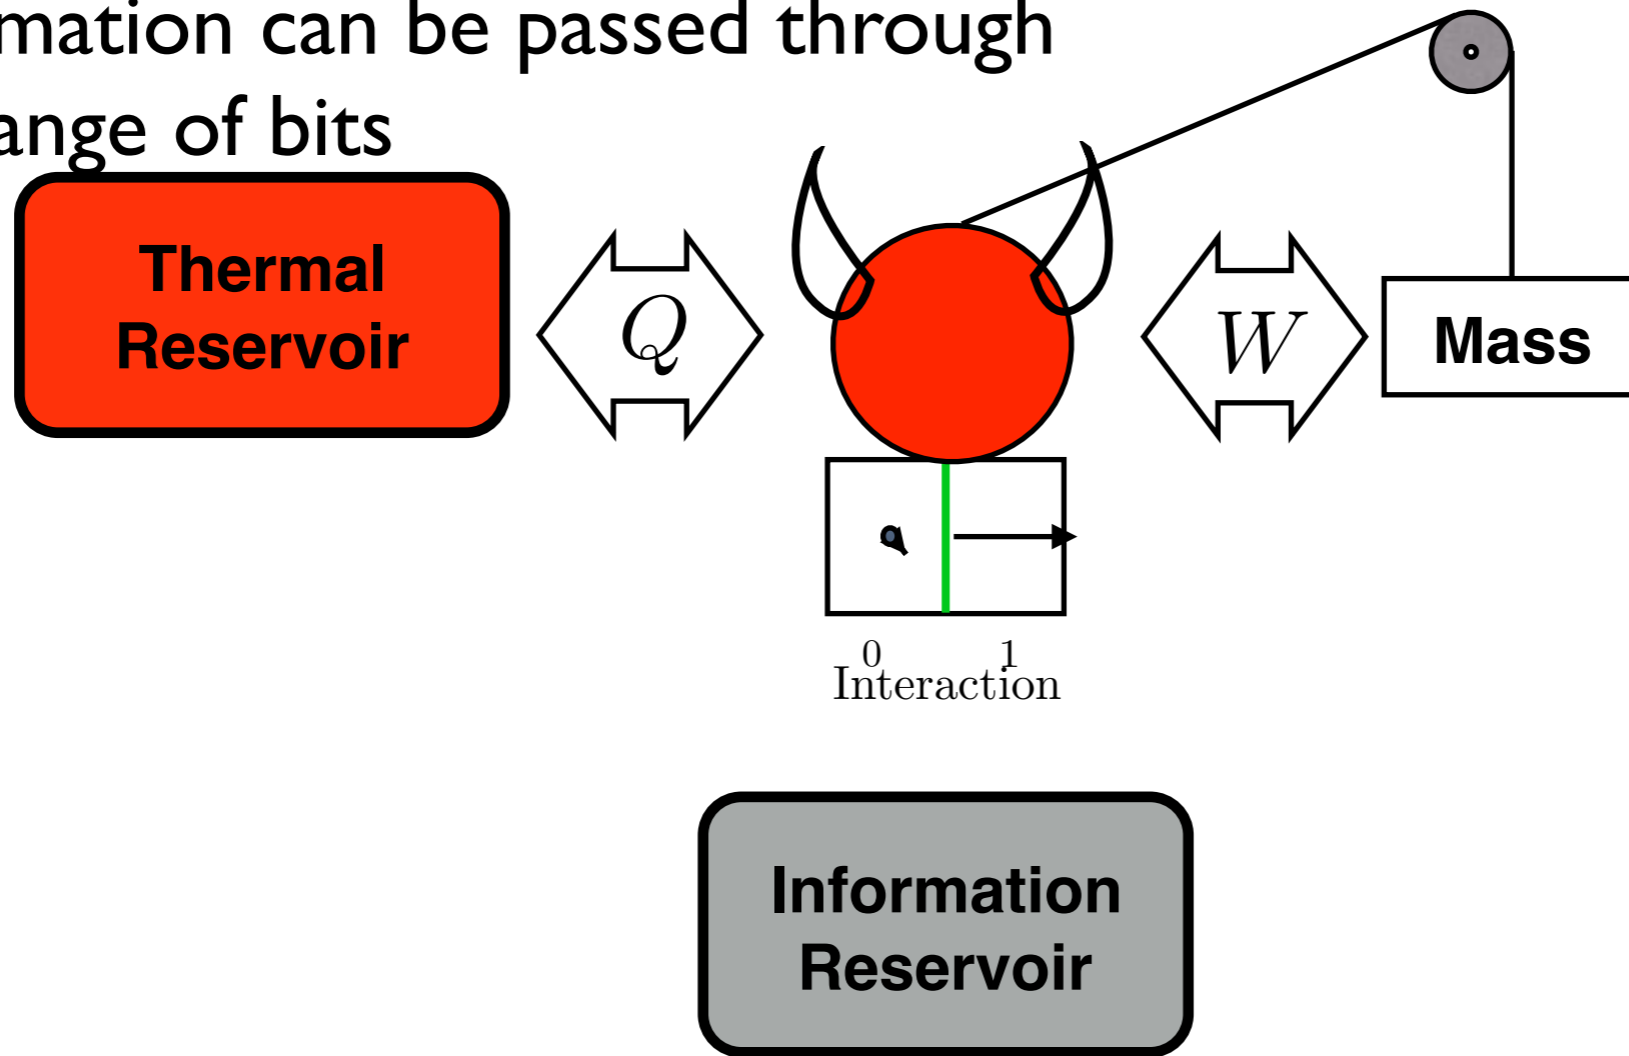 mation can be passed through
ange of bits
Thermal
Reservoir
Q
W
Mass
0 1
Interaction
Information
Reservoir